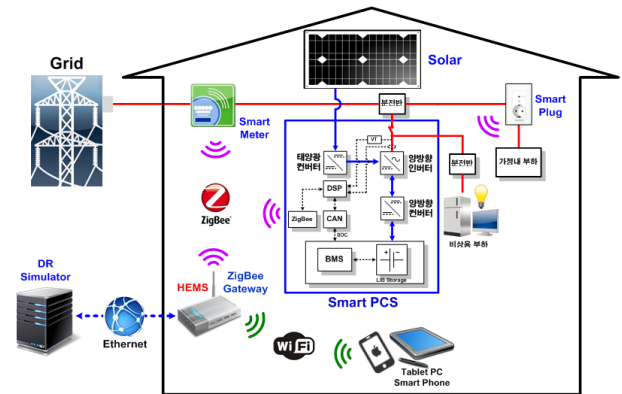 Grid
Solar
Smart
Meter
분전반
Smart
Plug
태양광
컨버터
VT
양방향
인버터
분전반
가정내 부하
DSP
ZigBee
CAN
양방향
컨버터
SOC
BMS
LIB Storage
비상용 부하
ZigBee
Smart PCS
DR
Simulator
HEMS
ZigBee
Gateway
Ethernet
Wi Fi
Tablet PC
Smart Phone